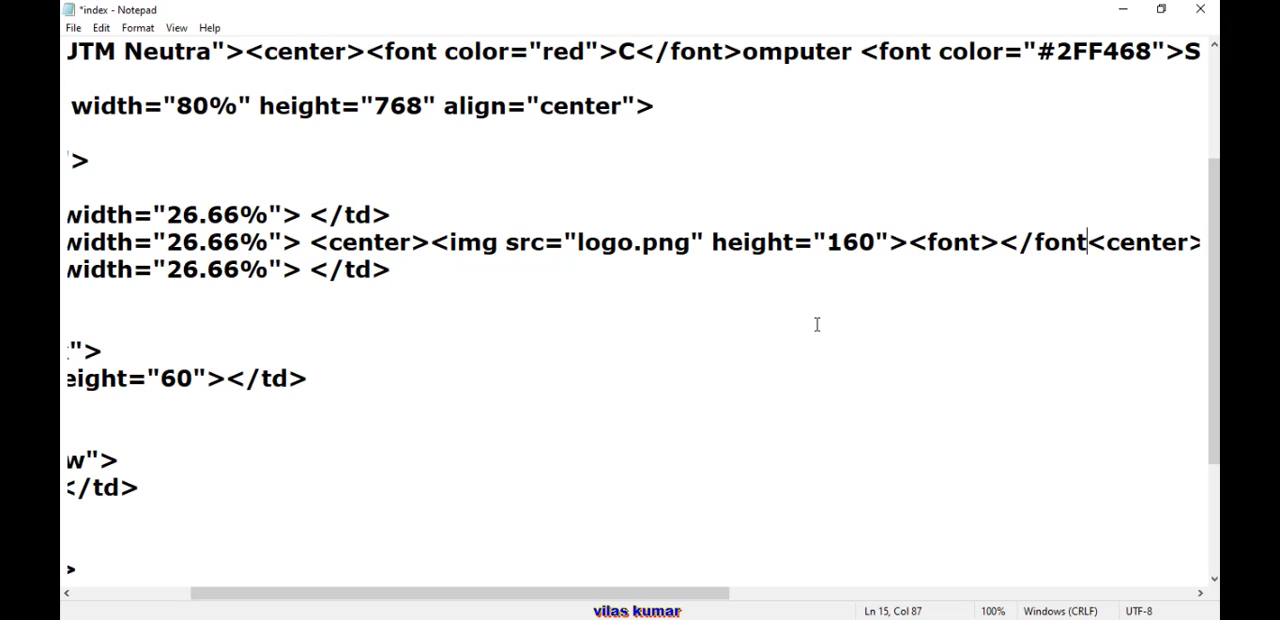 *index - Notepad
File Edit Format View Help
JTM Neutra"><center><font color="red">C</font>omputer <font color="#2FF468">S
width="80%" height="768" align="center">
">
width="26.66%"> </td>
width="26.66%"> <center><img src="logo.png" height="160"><font></font<center>
width="26.66%"> </td>
t">
eight="60"></td>
w">
</td>
>
vilas kumar
Ln 15, Col 87
100%
Windows (CRLF)
UTF-8